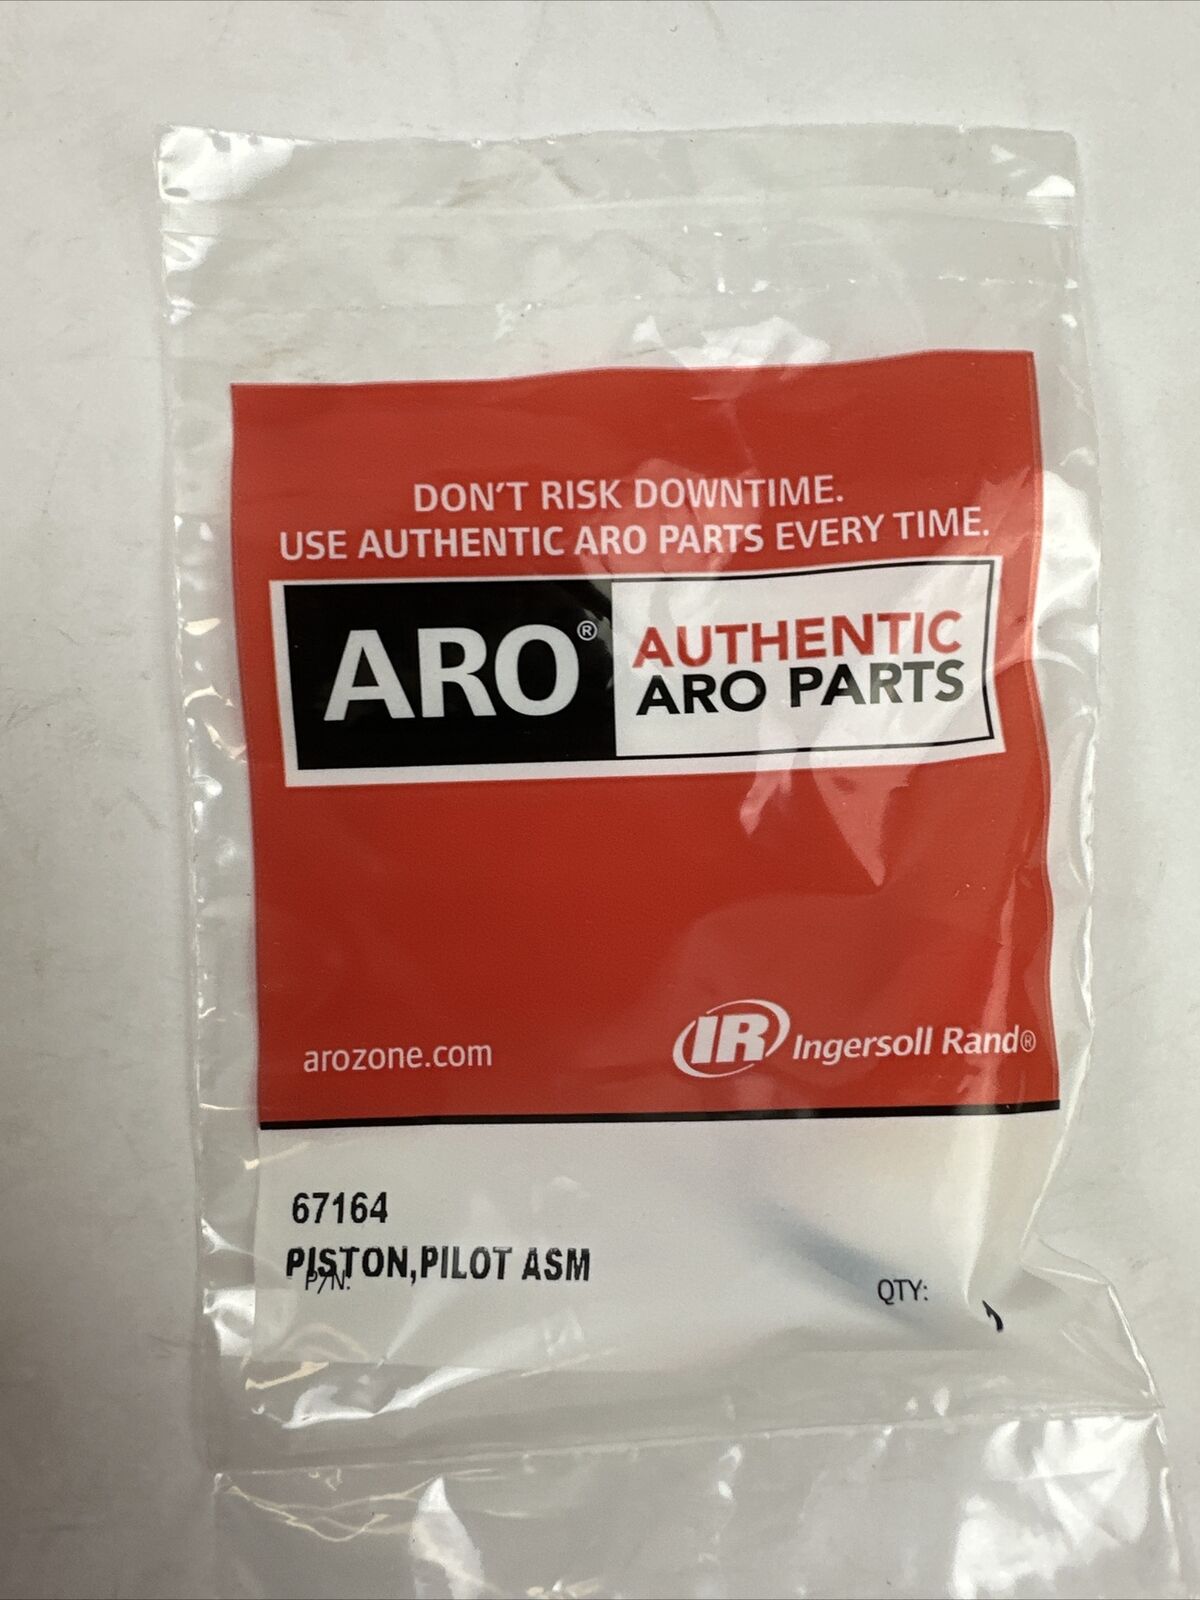 DON'T RISK DOWNTIME.
USE AUTHENTIC ARO PARTS EVERY TIME.
ARO®
AUTHENTIC
ARO PARTS
arozone.com
IR Ingersoll Rand®
67164
PISTON,PILOT ASM
P/N:
QTY: